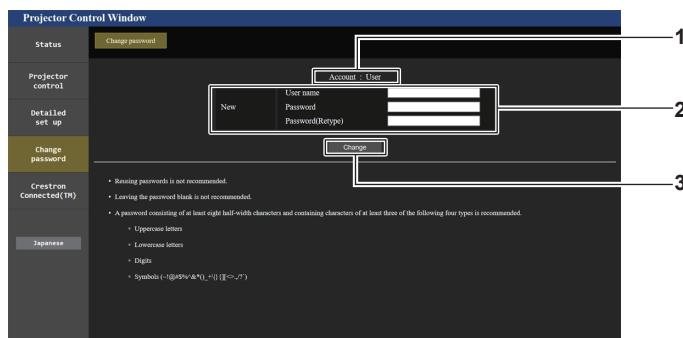 Projector Control Window
Status
Change password
1
Projector
control
Account : User
User name
New
Password
2
Password(Retype)
Detailed
set up
Change
password
Change
3
Crestron
Connected(TM)
• Reusing passwords is not recommended.
• Leaving the password blank is not recommended.
• A password consisting of at least eight half-width characters and containing characters of at least three of the following four types is recommended.
Uppercase letters
Lowercase letters
Digits
Japanese
Symbols